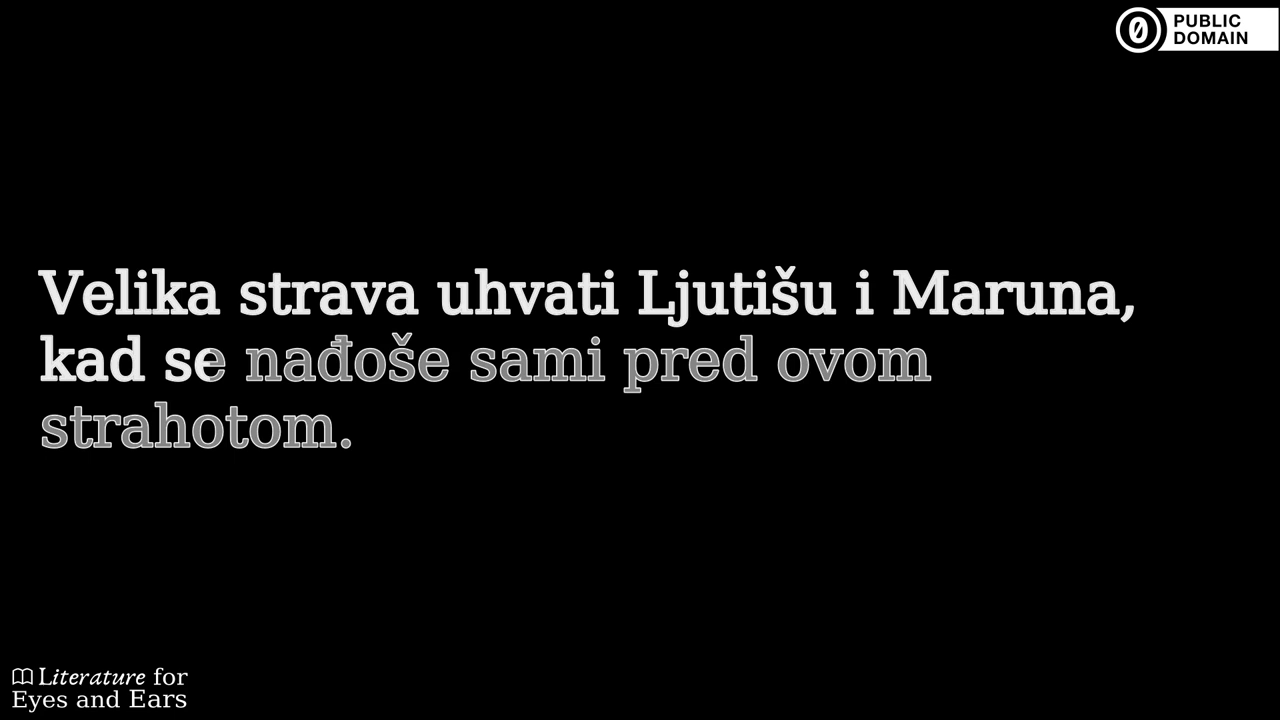 PUBLIC
DOMAIN
Velika strava uhvati Ljutišu i Maruna,
kad se nađoše sami pred ovom
strahotom.
Literature for
Eyes and Ears